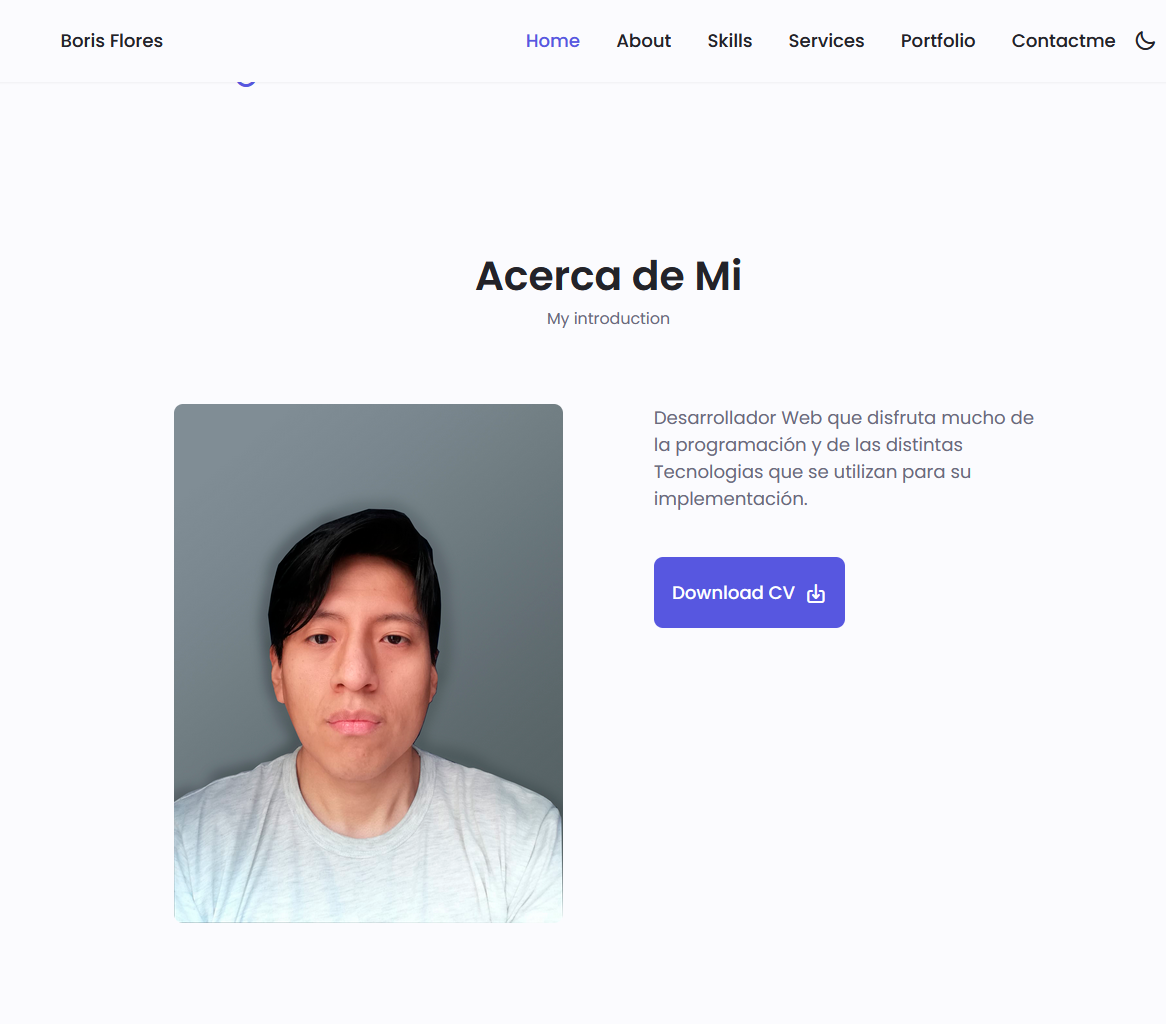 Boris Flores
Home
About
Skills
Services
Portfolio
Contactme
Acerca de Mi
My introduction
Desarrollador Web que disfruta mucho de
la programación y de las distintas
Tecnologias que se utilizan para su
implementación.
Download CV